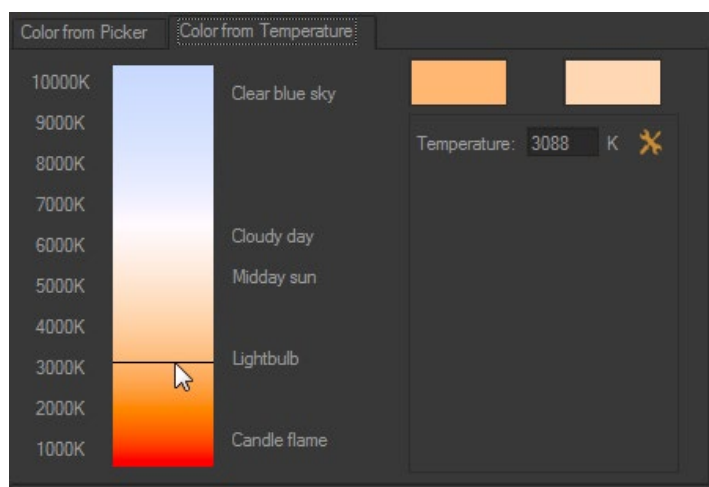 Color from Picker
Color from Temperature
10000K
Clear blue sky
9000K
Temperature: 3088 K
8000K
7000K
6000K
Cloudy day
5000K
Midday sun
4000K
3000K
Lightbulb
2000K
1000K
Candle flame